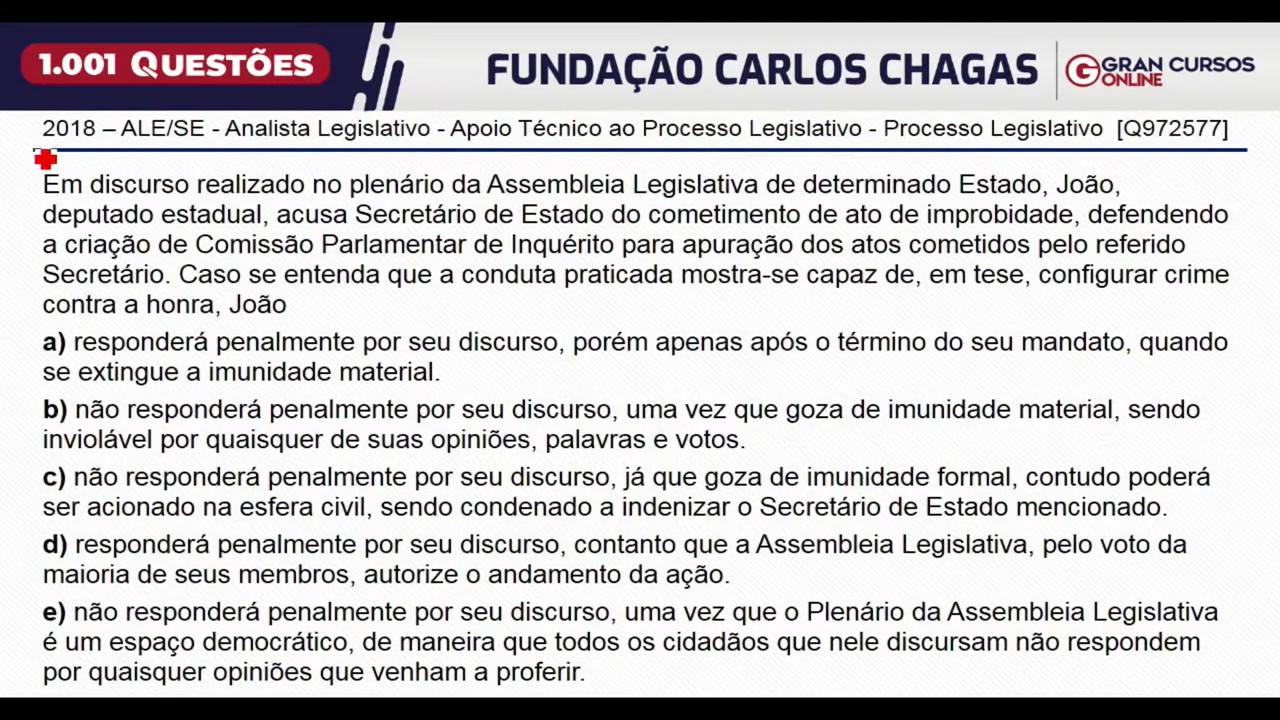 1.001 QUESTÕES
FUNDAÇÃO CARLOS CHAGAS
GRAN CURSOS
ONLINE
2018 – ALE/SE - Analista Legislativo - Apoio Técnico ao Processo Legislativo - Processo Legislativo [Q972577]
Em discurso realizado no plenário da Assembleia Legislativa de determinado Estado, João,
deputado estadual, acusa Secretário de Estado do cometimento de ato de improbidade, defendendo
a criação de Comissão Parlamentar de Inquérito para apuração dos atos cometidos pelo referido
Secretário. Caso se entenda que a conduta praticada mostra-se capaz de, em tese, configurar crime
contra a honra, João
a) responderá penalmente por seu discurso, porém apenas após o término do seu mandato, quando
se extingue a imunidade material.
b) não responderá penalmente por seu discurso, uma vez que goza de imunidade material, sendo
inviolável por quaisquer de suas opiniões, palavras e votos.
c) não responderá penalmente por seu discurso, já que goza de imunidade formal, contudo poderá
ser acionado na esfera civil, sendo condenado a indenizar o Secretário de Estado mencionado.
d) responderá penalmente por seu discurso, contanto que a Assembleia Legislativa, pelo voto da
maioria de seus membros, autorize o andamento da ação.
e) não responderá penalmente por seu discurso, uma vez que o Plenário da Assembleia Legislativa
é um espaço democrático, de maneira que todos os cidadãos que nele discursam não respondem
por quaisquer opiniões que venham a proferir.